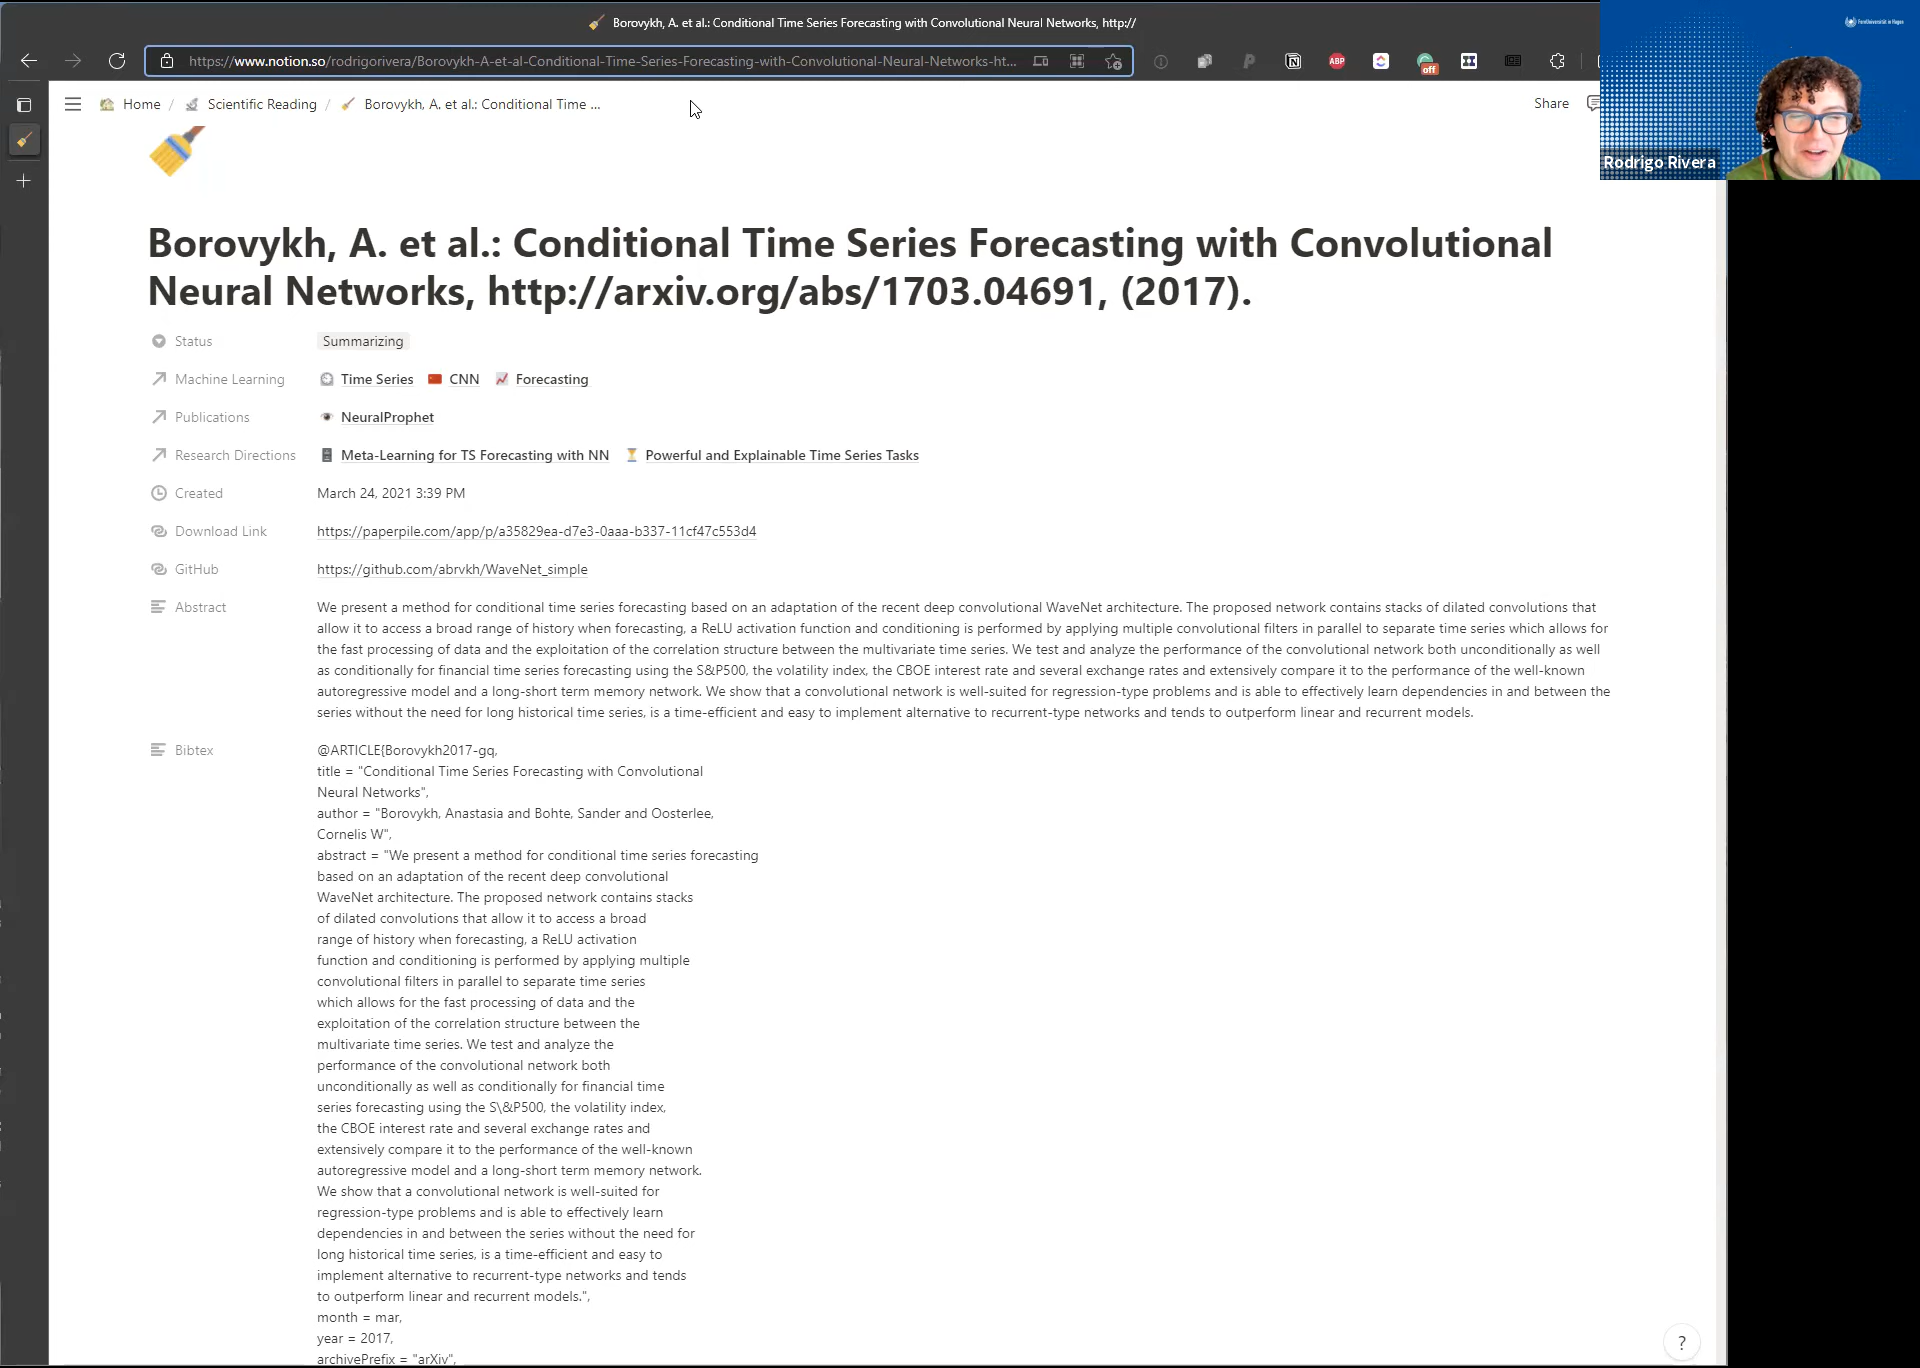 Borovykh, A. et al.: Conditional Time Series Forecasting with Convolutional Neural Networks, http://
https://www.notion.so/rodrigorivera/Borovykh-A-et-al-Conditional-Time-Series-Forecasting-with-Convolutional-Neural-Networks-ht...
ABP
off
Home / Scientific Reading / Borovykh, A. et al.: Conditional Time ...
Share
Rodrigo Rivera
Borovykh, A. et al.: Conditional Time Series Forecasting with Convolutional
Neural Networks, http://arxiv.org/abs/1703.04691, (2017).
Status Summarizing
Machine Learning Time Series CNN Forecasting
Publications NeuralProphet
Research Directions Meta-Learning for TS Forecasting with NN Powerful and Explainable Time Series Tasks
Created March 24, 2021 3:39 PM
Download Link https://paperpile.com/app/p/a35829ea-d7e3-0aaa-b337-11cf47c553d4
GitHub https://github.com/abrvkh/WaveNet_simple
Abstract We present a method for conditional time series forecasting based on an adaptation of the recent deep convolutional WaveNet architecture. The proposed network contains stacks of dilated convolutions that
allow it to access a broad range of history when forecasting, a ReLU activation function and conditioning is performed by applying multiple convolutional filters in parallel to separate time series which allows for
the fast processing of data and the exploitation of the correlation structure between the multivariate time series. We test and analyze the performance of the convolutional network both unconditionally as well
as conditionally for financial time series forecasting using the S&P500, the volatility index, the CBOE interest rate and several exchange rates and extensively compare it to the performance of the well-known
autoregressive model and a long-short term memory network. We show that a convolutional network is well-suited for regression-type problems and is able to effectively learn dependencies in and between the
series without the need for long historical time series, is a time-efficient and easy to implement alternative to recurrent-type networks and tends to outperform linear and recurrent models.
Bibtex @ARTICLE{Borovykh2017-gq,
title = "Conditional Time Series Forecasting with Convolutional
Neural Networks",
author = "Borovykh, Anastasia and Bohte, Sander and Oosterlee,
Cornelis W",
abstract = "We present a method for conditional time series forecasting
based on an adaptation of the recent deep convolutional
WaveNet architecture. The proposed network contains stacks
of dilated convolutions that allow it to access a broad
range of history when forecasting, a ReLU activation
function and conditioning is performed by applying multiple
convolutional filters in parallel to separate time series
which allows for the fast processing of data and the
exploitation of the correlation structure between the
multivariate time series. We test and analyze the
performance of the convolutional network both
unconditionally as well as conditionally for financial time
series forecasting using the S\&P500, the volatility index,
the CBOE interest rate and several exchange rates and
extensively compare it to the performance of the well-known
autoregressive model and a long-short term memory network.
We show that a convolutional network is well-suited for
regression-type problems and is able to effectively learn
dependencies in and between the series without the need for
long historical time series, is a time-efficient and easy to
implement alternative to recurrent-type networks and tends
to outperform linear and recurrent models.",
month = mar,
year = 2017,
archivePrefix = "arXiv",
?